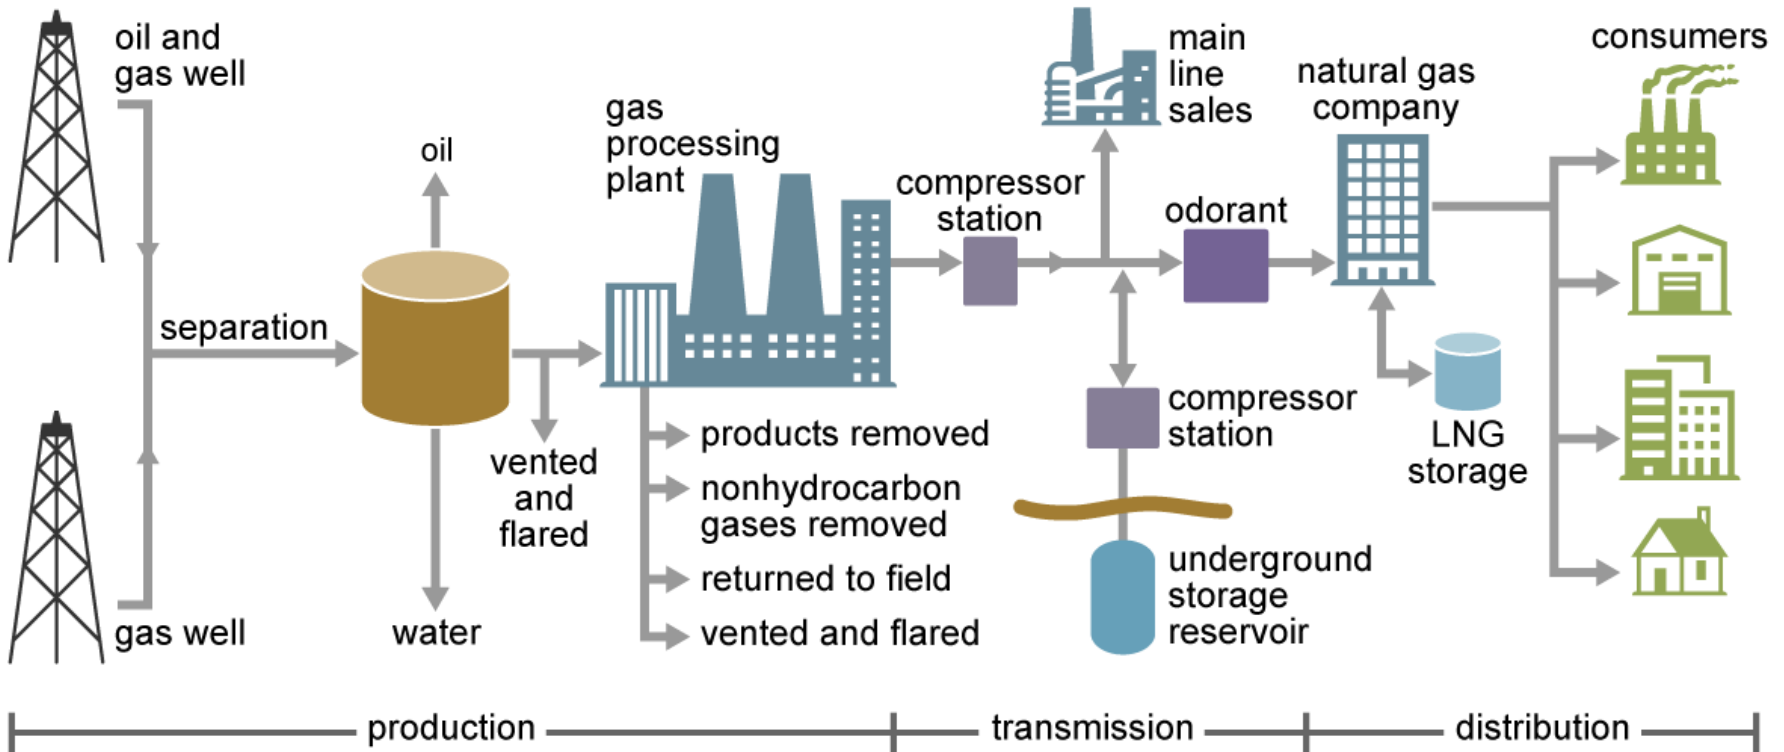 oil and
gas well
separation
gas well
oil
water
vented
and
flared
gas
processing
plant
products removed
nonhydrocarbon
gases removed
returned to field
vented and flared
compressor
station
main
line
sales
odorant
compressor
station
underground
storage
reservoir
natural gas
company
LNG
storage
consumers
production
transmission
distribution